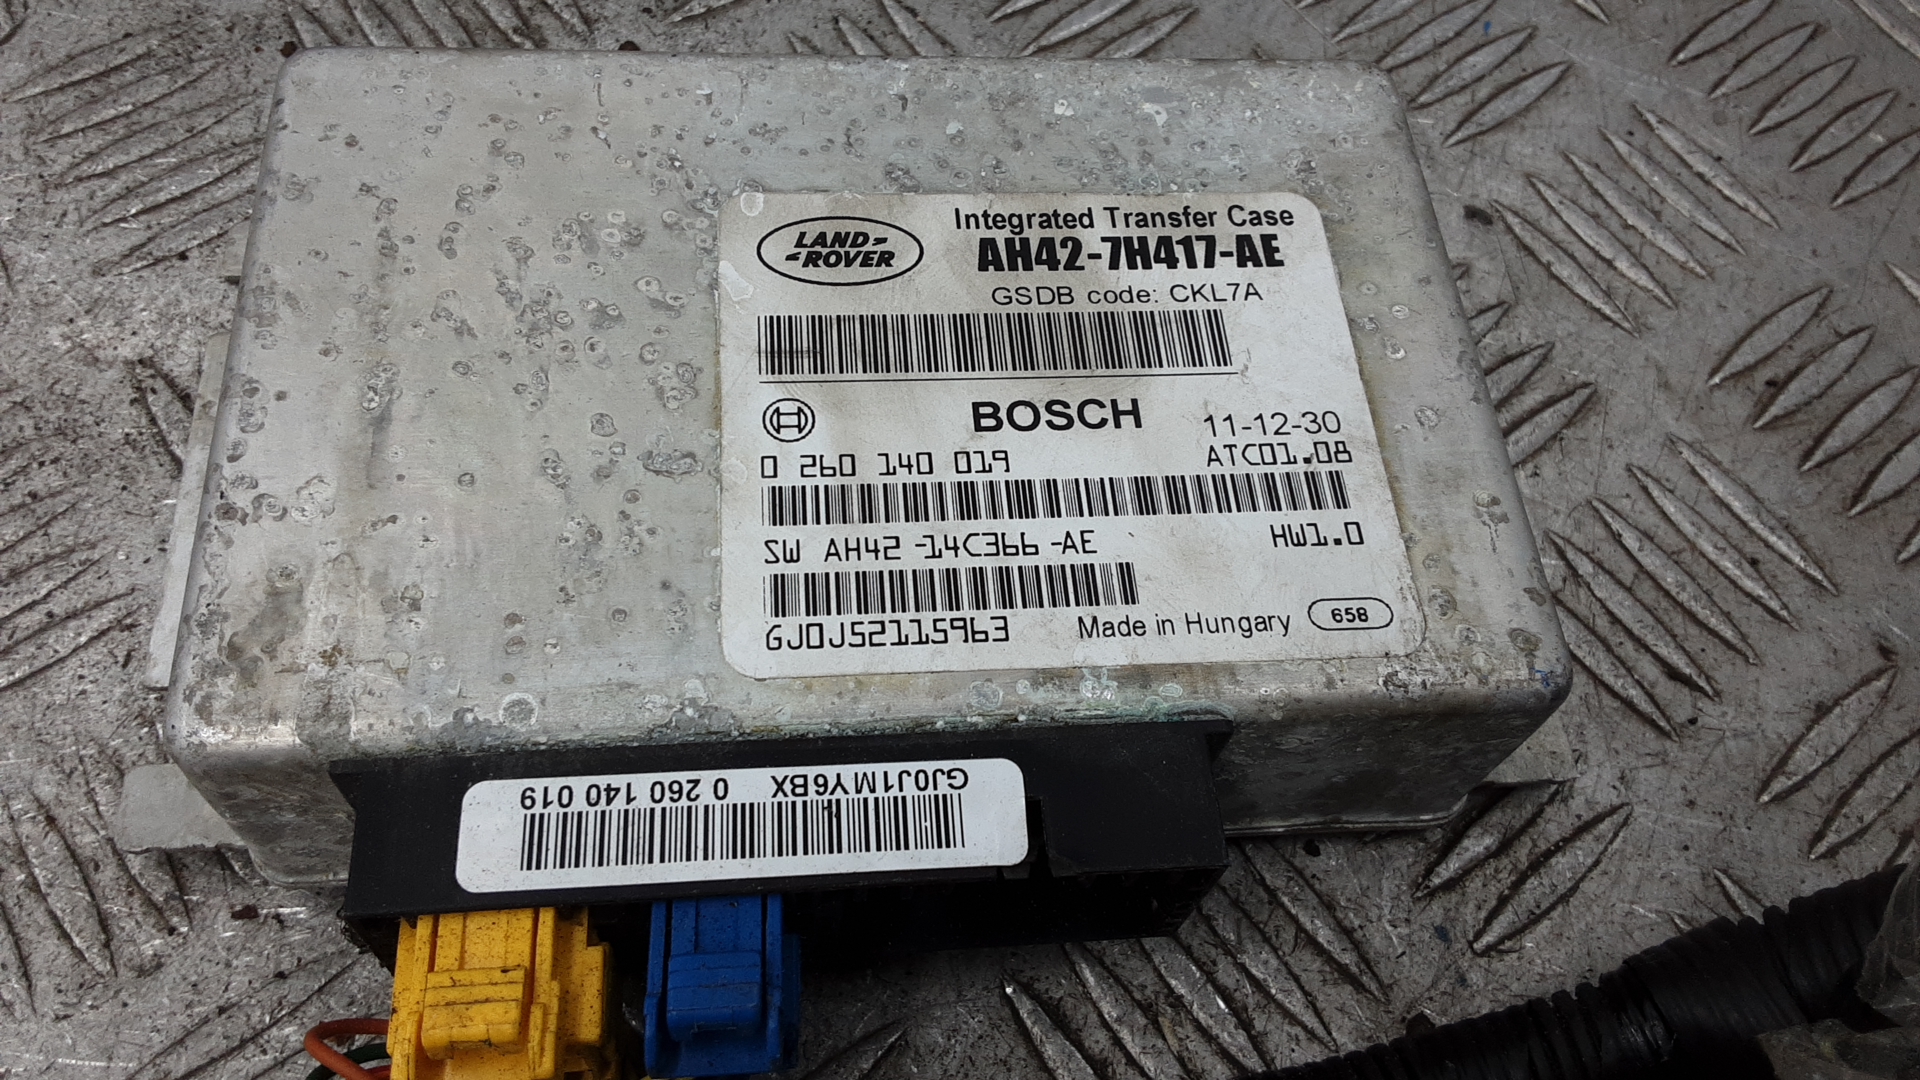 LAND-
-ROVER
Integrated Transfer Case
AH42-7H417-AE
GSDB code: CKL7A
BOSCH
11-12-30
0 260 140 019
ATC01.08
SW AH42 -14C366 -AE
HW1.0
GJ0J52115963
Made in Hungary
658
GJ0J1MY6BX 0 260 140 019